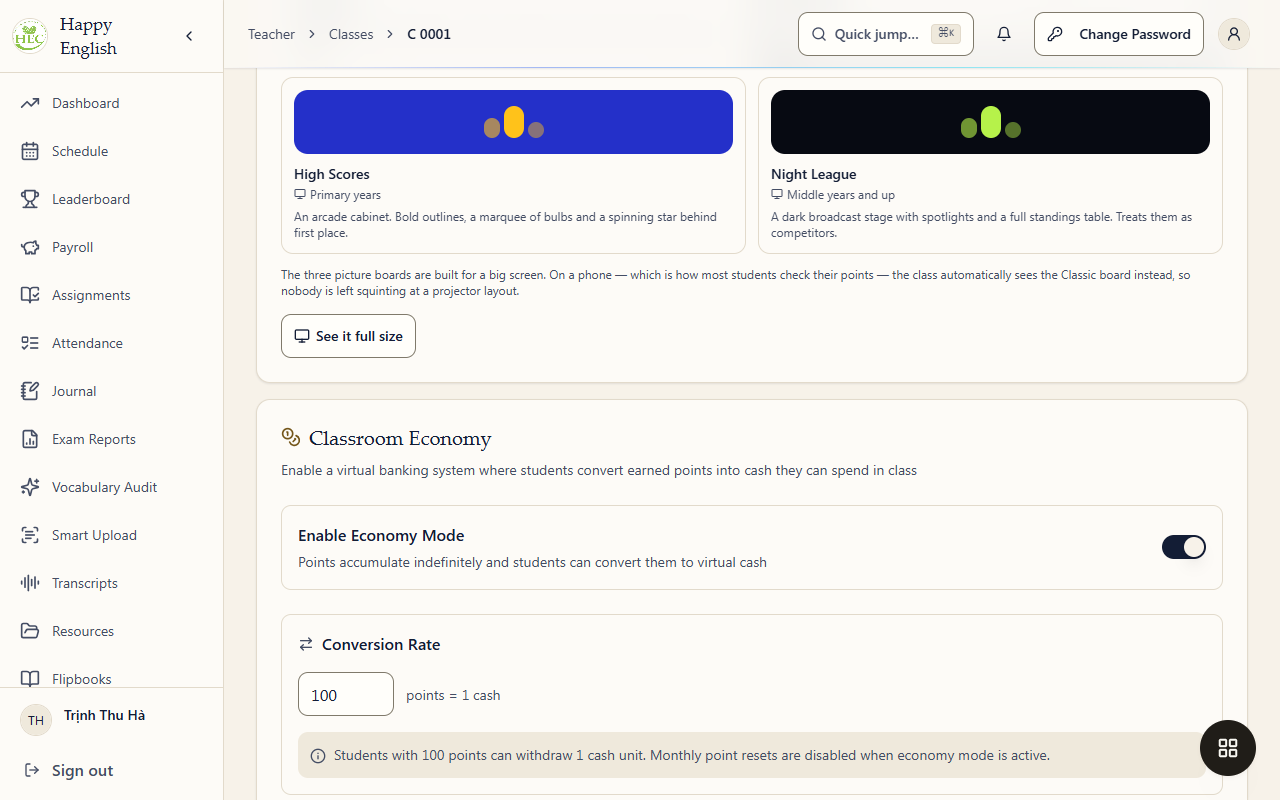 HEC
Happy
English
Dashboard
Schedule
Leaderboard
Payroll
Assignments
Attendance
Journal
Exam Reports
Vocabulary Audit
Smart Upload
Transcripts
Resources
Flipbooks
TH
Trịnh Thu Hà
Sign out
Teacher
Classes
C 0001
Quick jump...
⌘K
Change Password
High Scores
Primary years
An arcade cabinet. Bold outlines, a marquee of bulbs and a spinning star behind
first place.
Night League
Middle years and up
A dark broadcast stage with spotlights and a full standings table. Treats them as
competitors.
The three picture boards are built for a big screen. On a phone — which is how most students check their points — the class automatically sees the Classic board instead, so
nobody is left squinting at a projector layout.
See it full size
Classroom Economy
Enable a virtual banking system where students convert earned points into cash they can spend in class
Enable Economy Mode
Points accumulate indefinitely and students can convert them to virtual cash
Conversion Rate
100
points = 1 cash
Students with 100 points can withdraw 1 cash unit. Monthly point resets are disabled when economy mode is active.